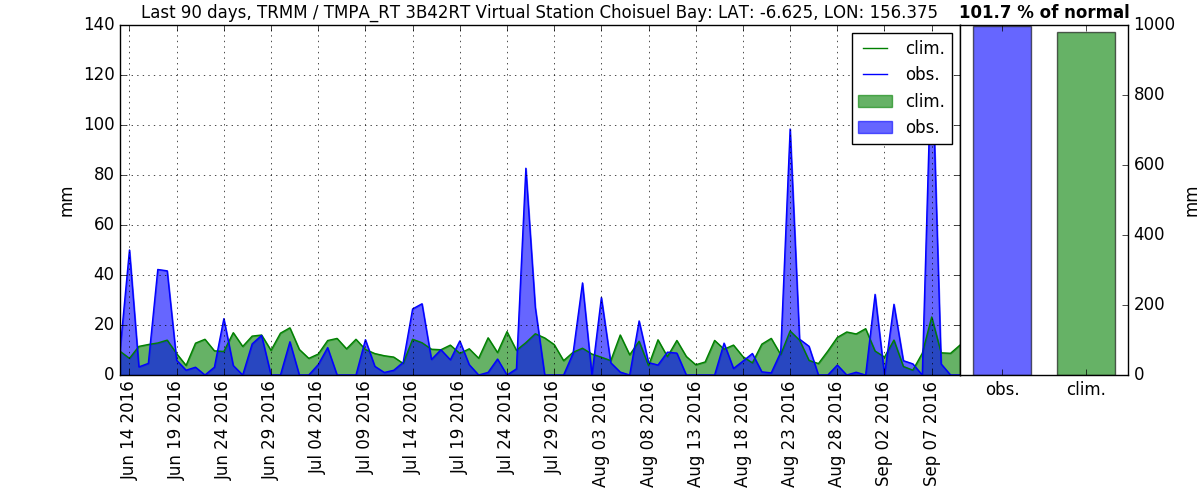 Last 90 days, TRMM / TMPA_RT 3B42RT Virtual Station Choisuel Bay: LAT: -6.625, LON: 156.375
101.7 % of normal
140
120
100
80
60
40
20
0
mm
clim.
obs.
clim.
obs.
1000
800
600
400
200
0
mm
Jun 14 2016
Jun 19 2016
Jun 24 2016
Jun 29 2016
Jul 04 2016
Jul 09 2016
Jul 14 2016
Jul 19 2016
Jul 24 2016
Jul 29 2016
Aug 03 2016
Aug 08 2016
Aug 13 2016
Aug 18 2016
Aug 23 2016
Aug 28 2016
Sep 02 2016
Sep 07 2016
obs.
clim.